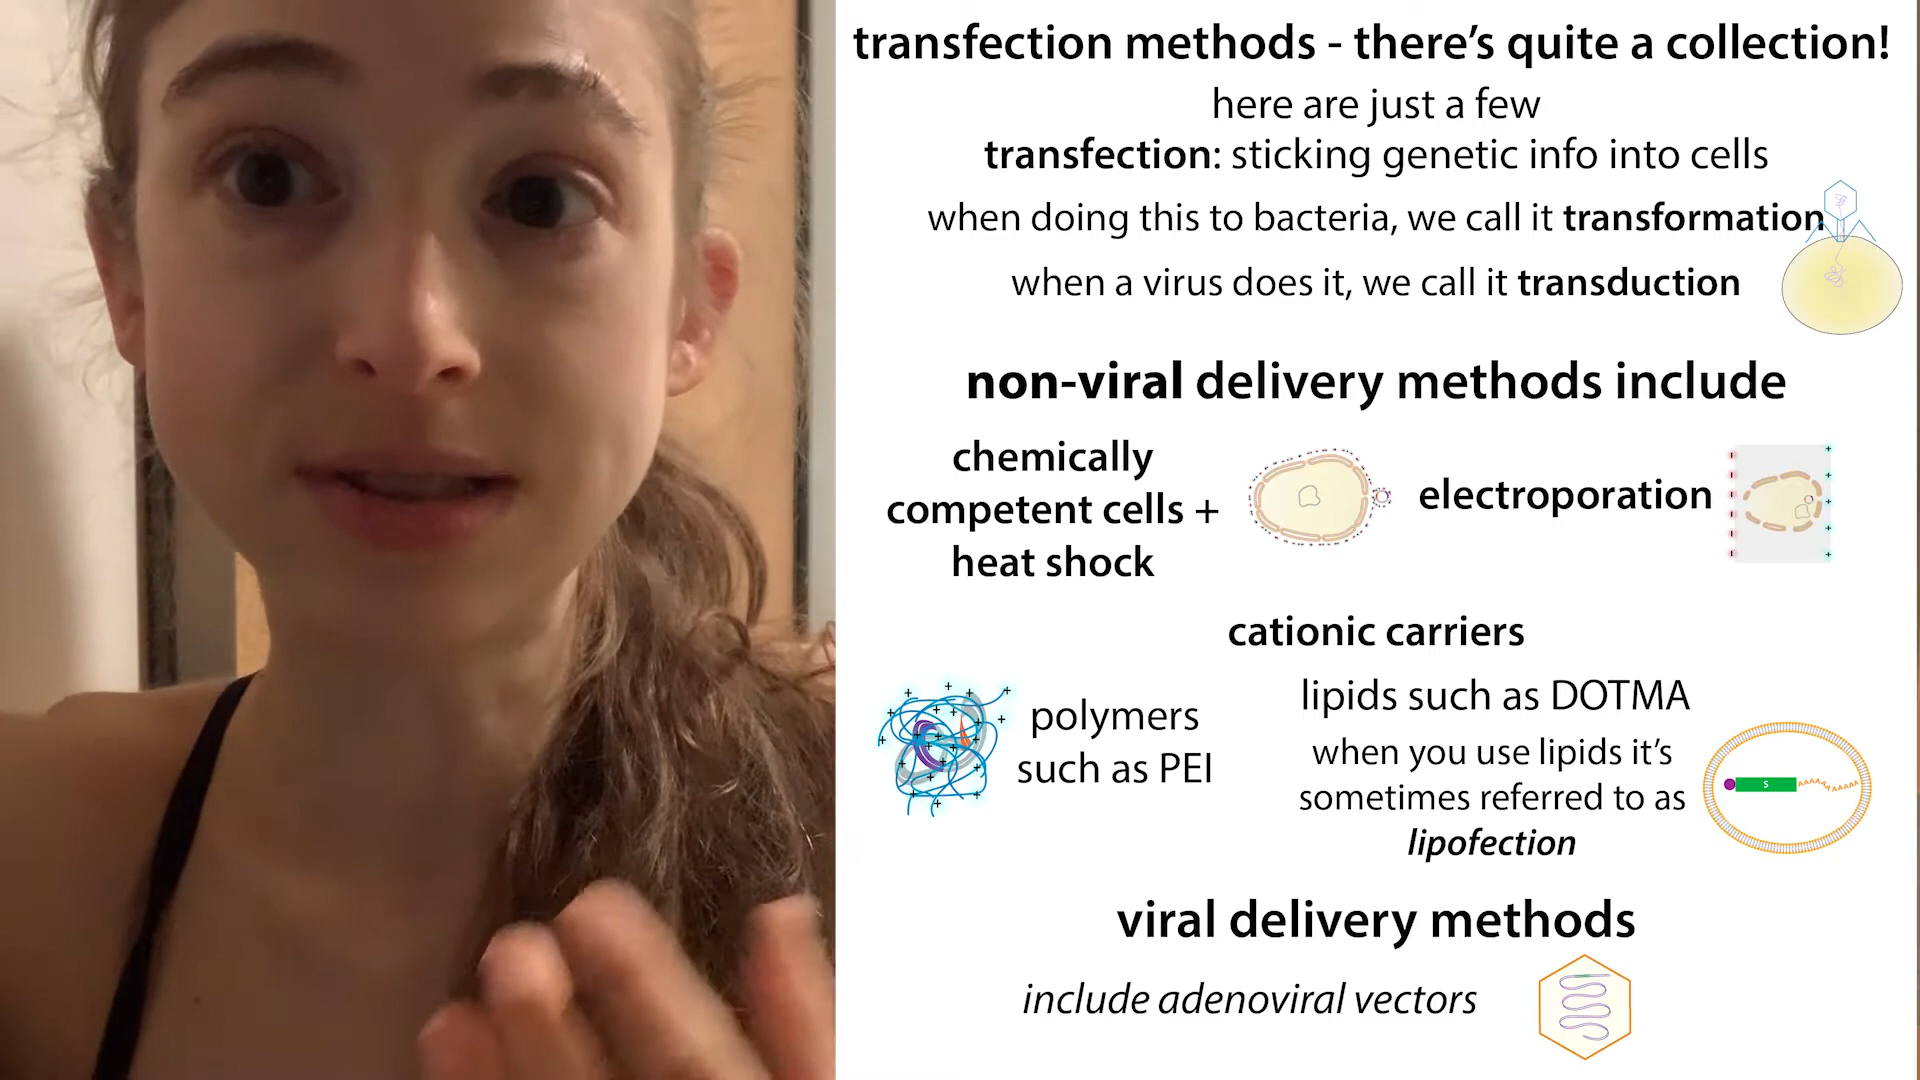 transfection methods - there's quite a collection!
here are just a few
transfection: sticking genetic info into cells
when doing this to bacteria, we call it transformation
when a virus does it, we call it transduction
non-viral delivery methods include
chemically
competent cells +
heat shock
electroporation
cationic carriers
polymers
such as PEI
lipids such as DOTMA
when you use lipids it's
sometimes referred to as
lipofection
S
viral delivery methods
include adenoviral vectors